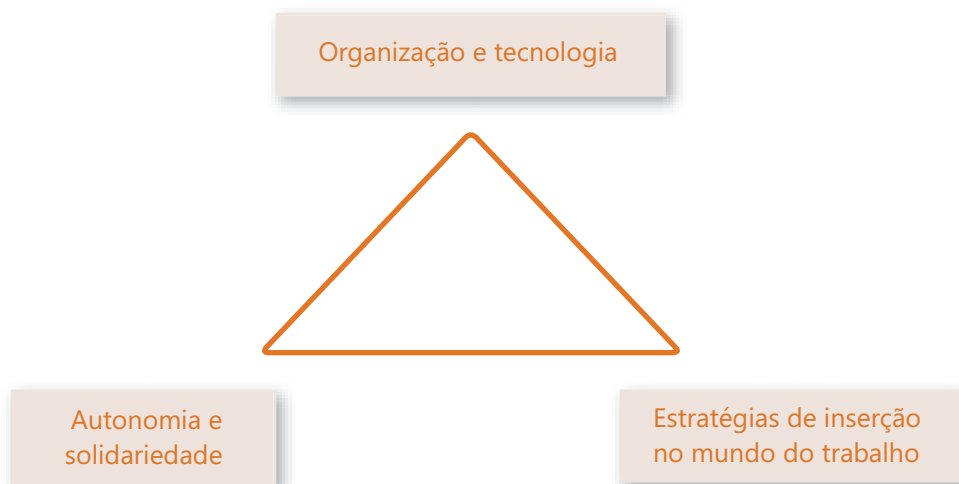 Organização e tecnologia
Autonomia e
solidariedade
Estratégias de inserção
no mundo do trabalho